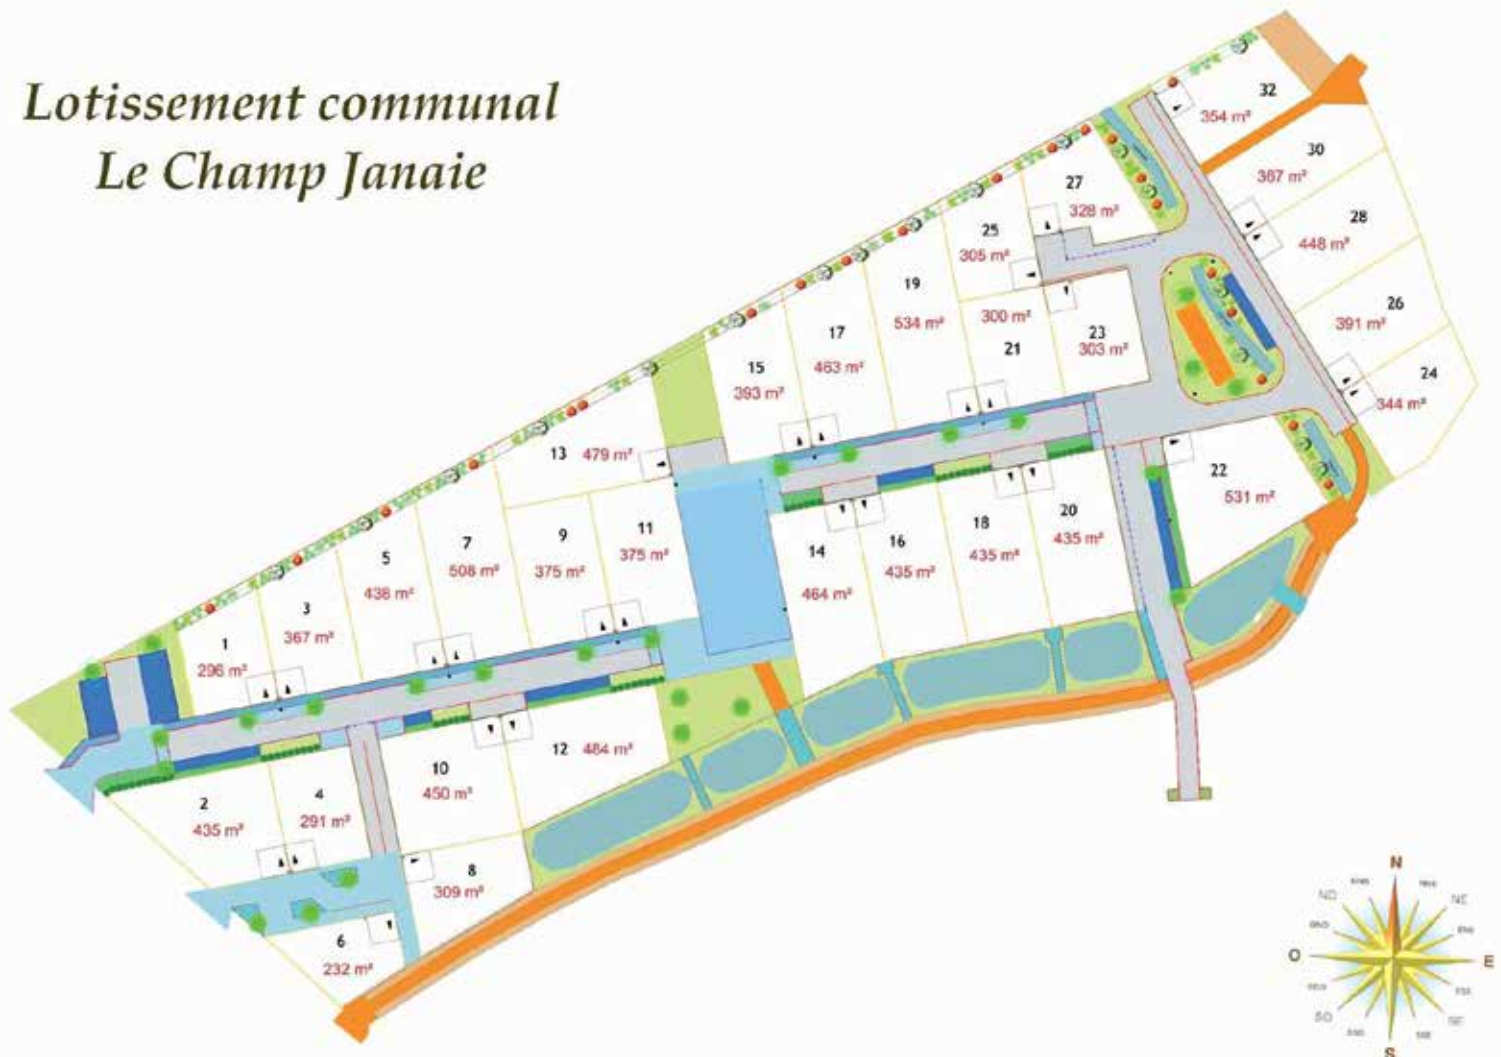 Lotissement communal
Le Champ Janaie
32
354 m²
30
367 m²
27
328 m²
28
448 m²
25
305 m²
19
534 m²
26
391 m²
17
463 m²
300 m²
21
23
303 m²
15
393 m²
24
344 m²
13 479 m²
22
531 m²
11
375 m²
9
375 m²
7
508 m²
5
438 m²
14
464 m²
16
435 m²
18
435 m²
20
435 m²
3
367 m²
1
296 m²
12 484 m²
10
450 m²
4
291 m²
2
435 m²
8
309 m²
6
232 m²
N
NO
NE
O
E
SO
SE
S